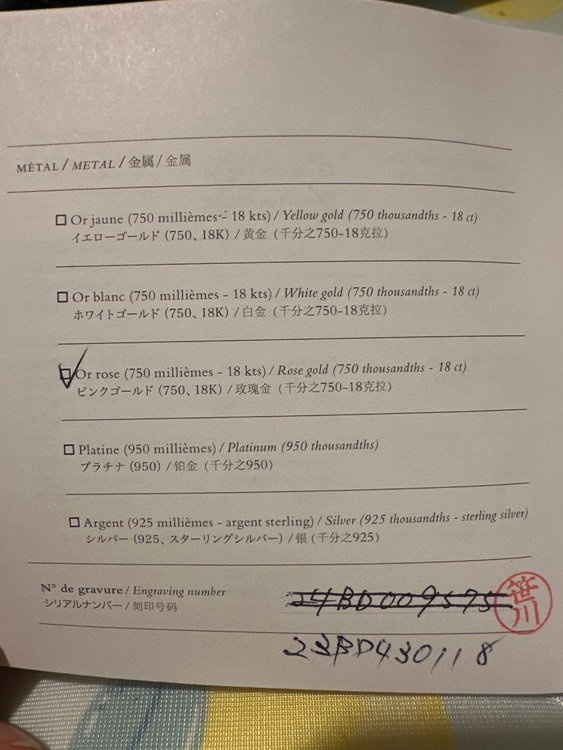 MÉTAL / METAL / 金属 / 金属
Or jaune (750 millièmes - 18 kts) / Yellow gold (750 thousandths - 18 ct)
イエローゴールド (750、18K) / 黄金 (千分之750-18克拉)
Or blanc (750 millièmes - 18 kts) / White gold (750 thousandths - 18 ct)
ホワイトゴールド (750、18K) / 白金 (千分之750-18克拉)
Or rose (750 millièmes - 18 kts) / Rose gold (750 thousandths - 18 ct)
ピンクゴールド (750、18K) / 玫瑰金 (千分之750-18克拉)
Platine (950 millièmes) / Platinum (950 thousandths)
プラチナ (950) / 铂金 (千分之950)
Argent (925 millièmes - argent sterling) / Silver (925 thousandths - sterling silver)
シルバー (925、スターリングシルバー) / 银 (千分之925)
N° de gravure / Engraving number
シリアルナンバー / 刻印号码
24BD009575
笹川
23BD430118